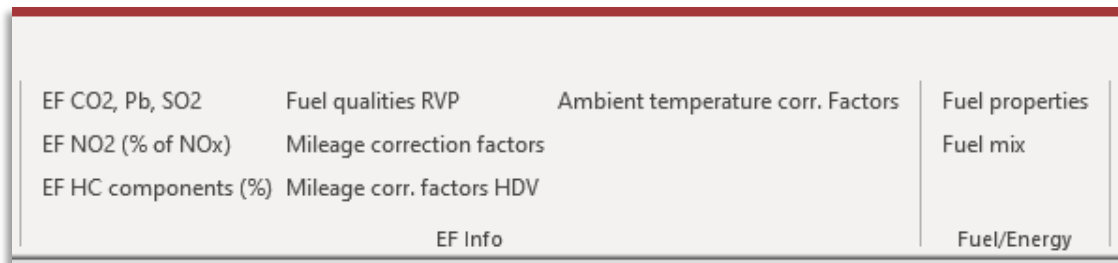 EF CO2, Pb, SO2
EF NO2 (% of NOx)
EF HC components (%)
Fuel qualities RVP
Mileage correction factors
Mileage corr. factors HDV
Ambient temperature corr. Factors
EF Info
Fuel properties
Fuel mix
Fuel/Energy